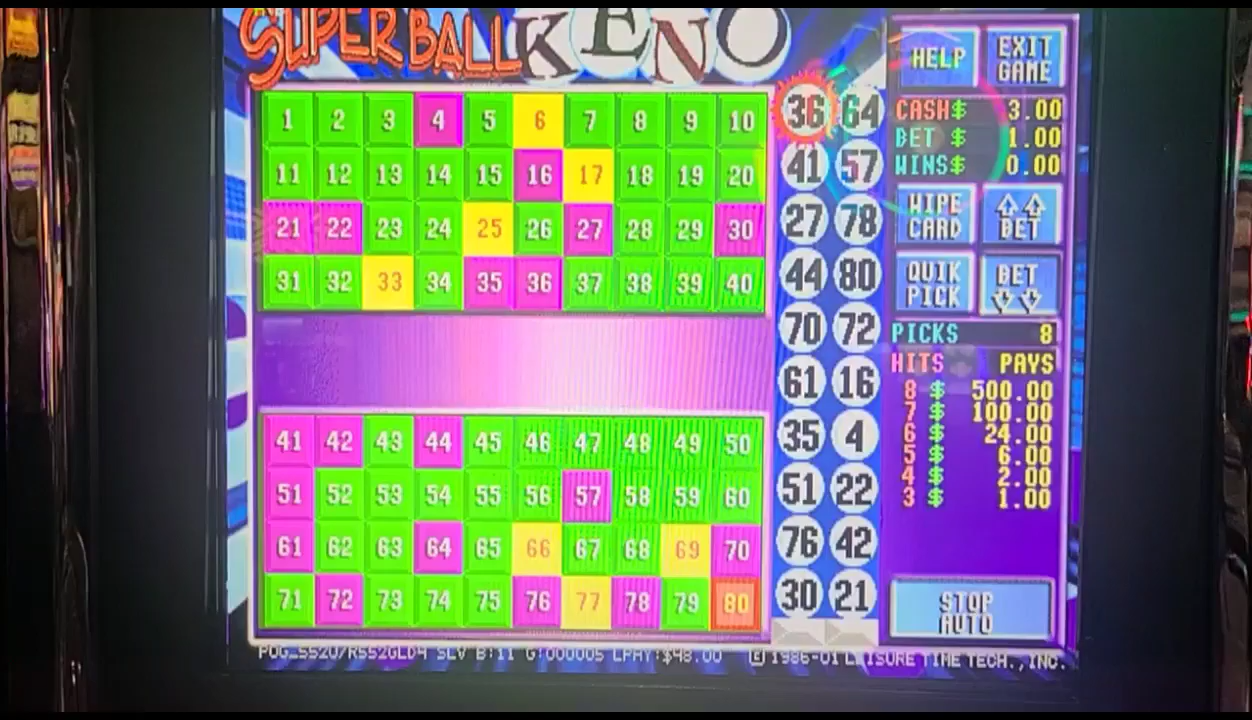 SUPERBALL KENO
HELP
EXIT GAME
1 2 3 4 5 6 7 8 9 10
11 12 13 14 15 16 17 18 19 20
21 22 23 24 25 26 27 28 29 30
31 32 33 34 35 36 37 38 39 40
41 42 43 44 45 46 47 48 49 50
51 52 53 54 55 56 57 58 59 60
61 62 63 64 65 66 67 68 69 70
71 72 73 74 75 76 77 78 79 80
36 64
41 57
27 78
44 80
70 72
61 16
35 4
51 22
76 42
30 21
CASH$ 3.00
BET $ 1.00
WINS$ 0.00
WIPE CARD
BET
QUIK PICK
BET
PICKS 8
HITS PAYS
8 $ 500.00
7 $ 100.00
6 $ 24.00
5 $ 6.00
4 $ 2.00
3 $ 1.00
STOP AUTO
SLV B:11 G:000005 LPAY:$48.00 © 1986-01 LEISURE TIME TECH.,INC.